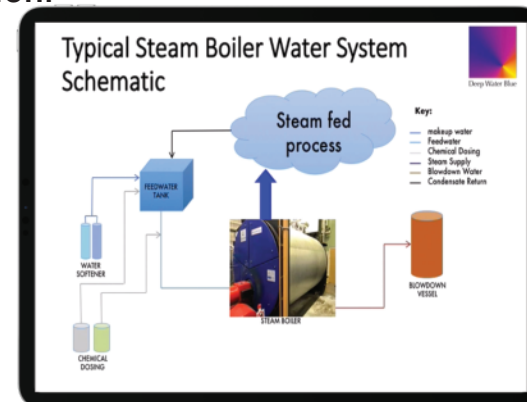 Typical Steam Boiler Water System
Schematic
Deep Water Blue
Steam fed
process
Key:
makeup water
Feedwater
Chemical Dosing
Steam Supply
Blowdown Water
Condensate Return
FEEDWATER
TANK
WATER
SOFTENER
STEAM BOILER
BLOWDOWN
VESSEL
CHEMICAL
DOSING